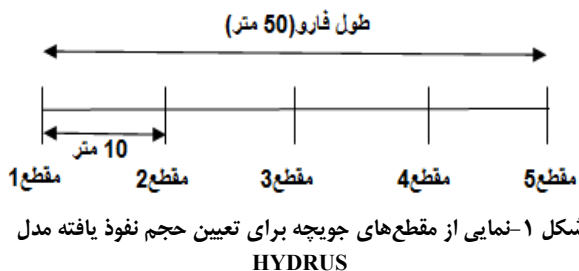 طول فارو(50 متر)
10 متر
مقطع1 مقطع2 مقطع3 مقطع4 مقطع5
شکل ۱-نمایی از مقطع‌های جویچه برای تعیین حجم نفوذ یافته مدل
HYDRUS